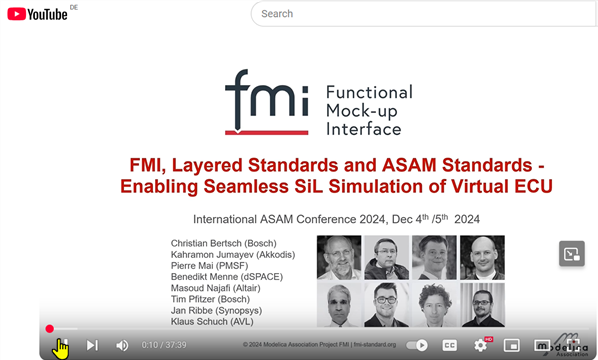 YouTube DE
Search
fmi
Functional
Mock-up
Interface
FMI, Layered Standards and ASAM Standards -
Enabling Seamless SiL Simulation of Virtual ECU
International ASAM Conference 2024, Dec 4th /5th 2024
Christian Bertsch (Bosch)
Kahramon Jumayev (Akkodis)
Pierre Mai (PMSF)
Benedikt Menne (dSPACE)
Masoud Najafi (Altair)
Tim Pfitzer (Bosch)
Jan Ribbe (Synopsys)
Klaus Schuch (AVL)
0:10 / 37:39
© 2024 Modelica Association Project FMI | fmi-standard.org
CC
HD
Modelica
Association